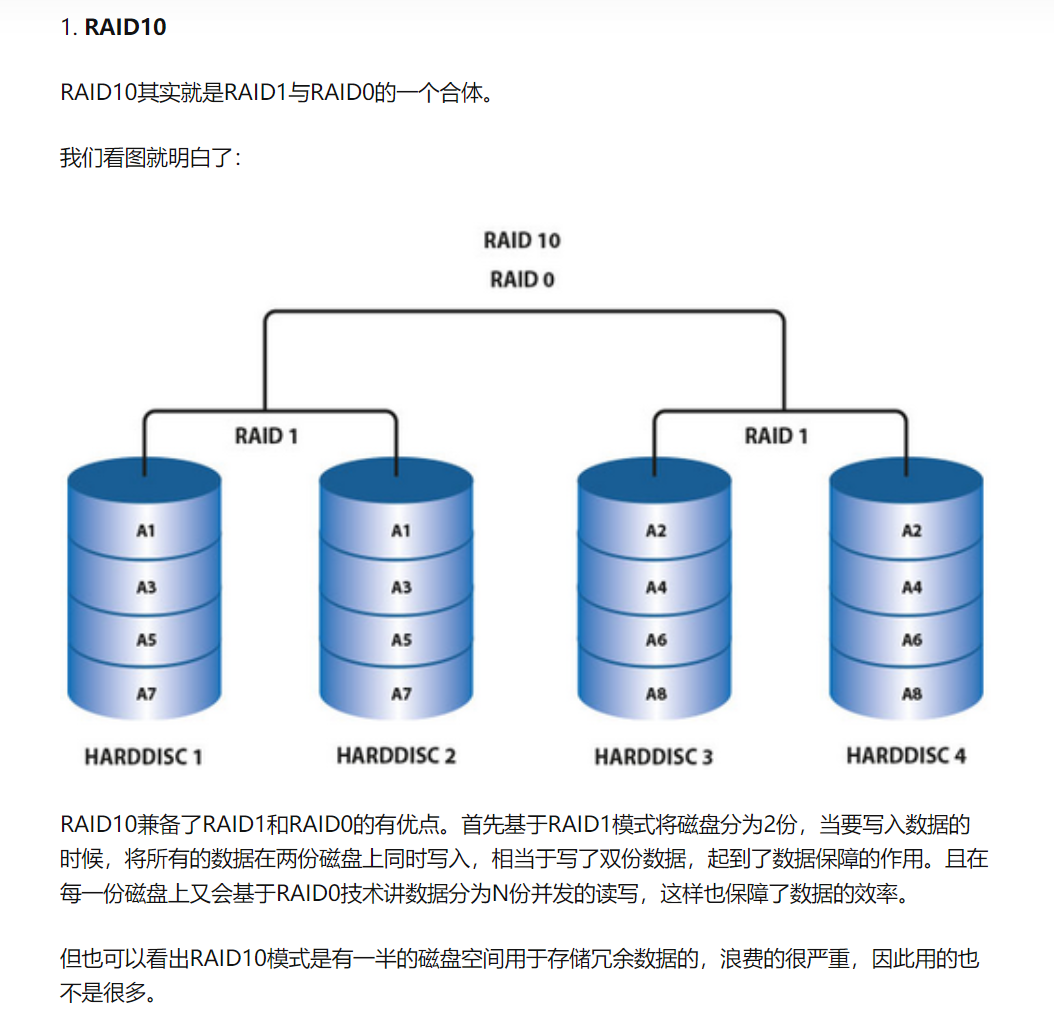 1. RAID10
RAID10其实就是RAID1与RAID0的一个合体。
我们看图就明白了：
RAID 10
RAID 0
RAID 1 RAID 1
A1 A1 A2 A2
A3 A3 A4 A4
A5 A5 A6 A6
A7 A7 A8 A8
HARDDISC 1 HARDDISC 2 HARDDISC 3 HARDDISC 4
RAID10兼备了RAID1和RAID0的有优点。首先基于RAID1模式将磁盘分为2份，当要写入数据的
时候，将所有的数据在两份磁盘上同时写入，相当于写了双份数据，起到了数据保障的作用。且在
每一份磁盘上又会基于RAID0技术讲数据分为N份并发的读写，这样也保障了数据的效率。
但也可以看出RAID10模式是有一半的磁盘空间用于存储冗余数据的，浪费的很严重，因此用的也
不是很多。